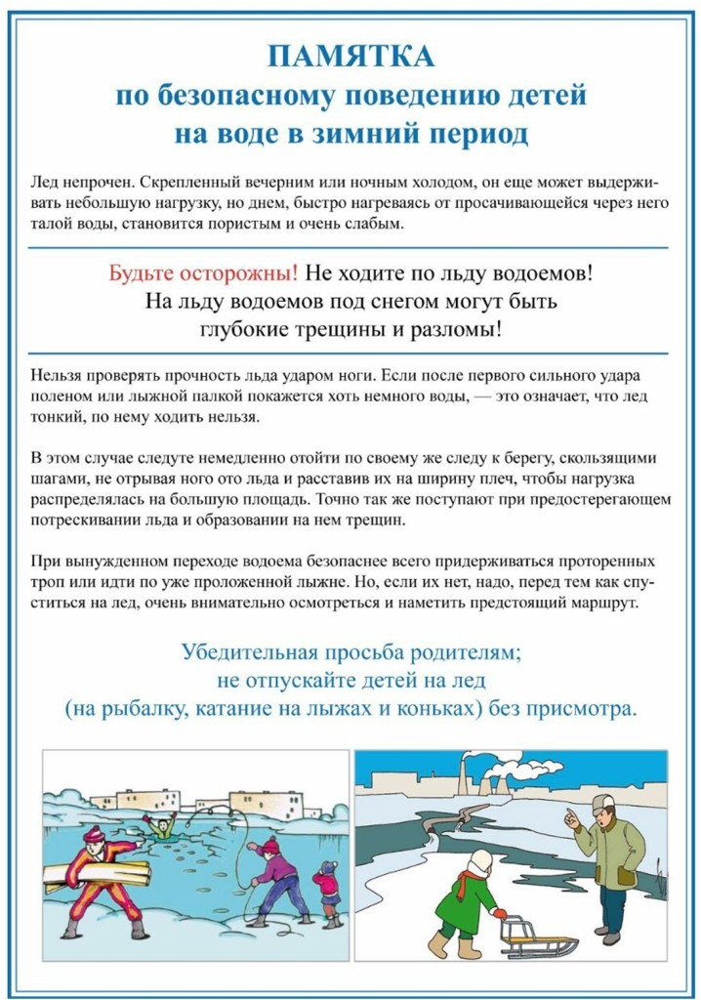 ПАМЯТКА
по безопасному поведению детей
на воде в зимний период
Лед непрочен. Скрепленный вечерним или ночным холодом, он еще может выдержи-
вать небольшую нагрузку, но днем, быстро нагреваясь от просачивающейся через него
талой воды, становится пористым и очень слабым.
Будьте осторожны! Не ходите по льду водоемов!
На льду водоемов под снегом могут быть
глубокие трещины и разломы!
Нельзя проверять прочность льда ударом ноги. Если после первого сильного удара
поленом или лыжной палкой покажется хоть немного воды, — это означает, что лед
тонкий, по нему ходить нельзя.
В этом случае следуте немедленно отойти по своему же следу к берегу, скользящими
шагами, не отрывая ного ото льда и расставив их на ширину плеч, чтобы нагрузка
распределялась на большую площадь. Точно так же поступают при предостерегающем
потрескивании льда и образовании на нем трещин.
При вынужденном переходе водоема безопаснее всего придерживаться проторенных
троп или идти по уже проложенной лыжне. Но, если их нет, надо, перед тем как спу-
ститься на лед, очень внимательно осмотреться и наметить предстоящий маршрут.
Убедительная просьба родителям;
не отпускайте детей на лед
(на рыбалку, катание на лыжах и коньках) без присмотра.